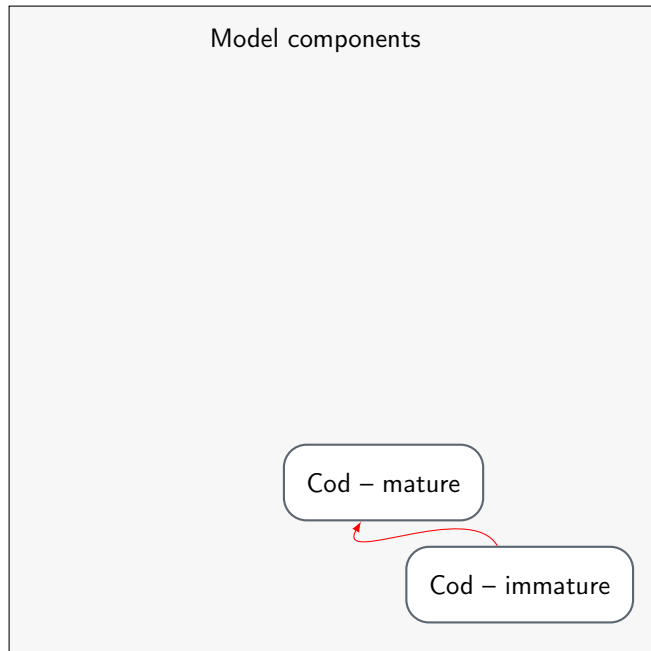 Model components
Cod – mature
Cod – immature